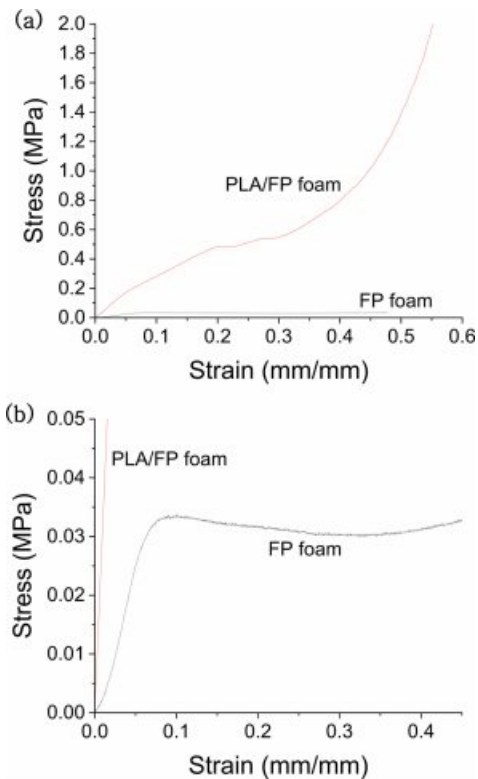 (a)
2.0
1.8
1.6
1.4
1.2
1.0
0.8
0.6
0.4
0.2
0.0
Stress (MPa)
PLA/FP foam
FP foam
0.0 0.1 0.2 0.3 0.4 0.5 0.6
Strain (mm/mm)
(b)
0.05
0.04
0.03
0.02
0.01
0.00
Stress (MPa)
PLA/FP foam
FP foam
0.0 0.1 0.2 0.3 0.4
Strain (mm/mm)